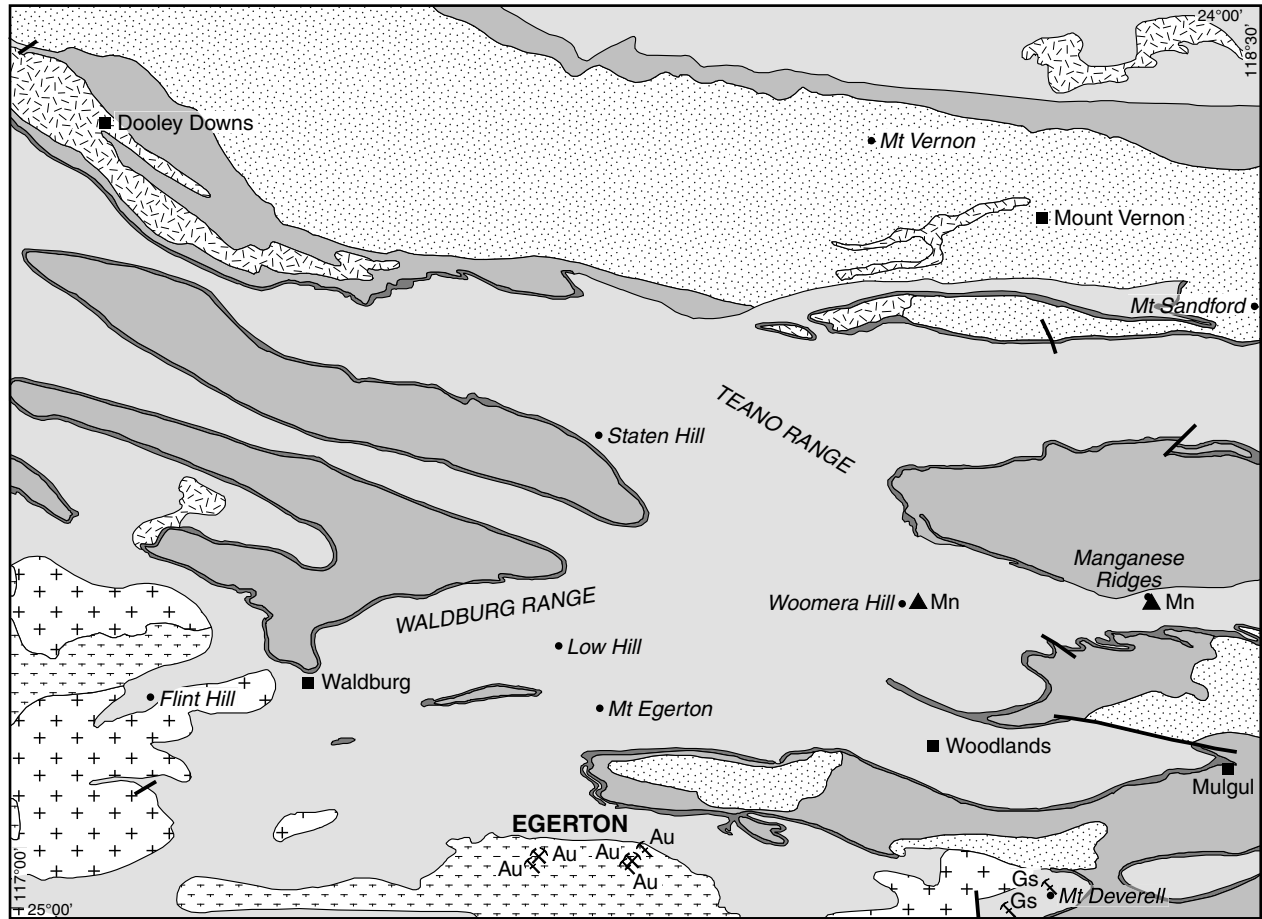 24°00'
118°30'
Dooley Downs
Mt Vernon
Mount Vernon
Mt Sandford
TEANO RANGE
Staten Hill
Manganese
Ridges
Woomera Hill
Mn
Mn
WALDBURG RANGE
Low Hill
Waldburg
Flint Hill
Mt Egerton
Woodlands
Mulgul
EGERTON
Au
Au
Au
Au
Au
Gs
Mt Deverell
Gs
117°00'
25°00'